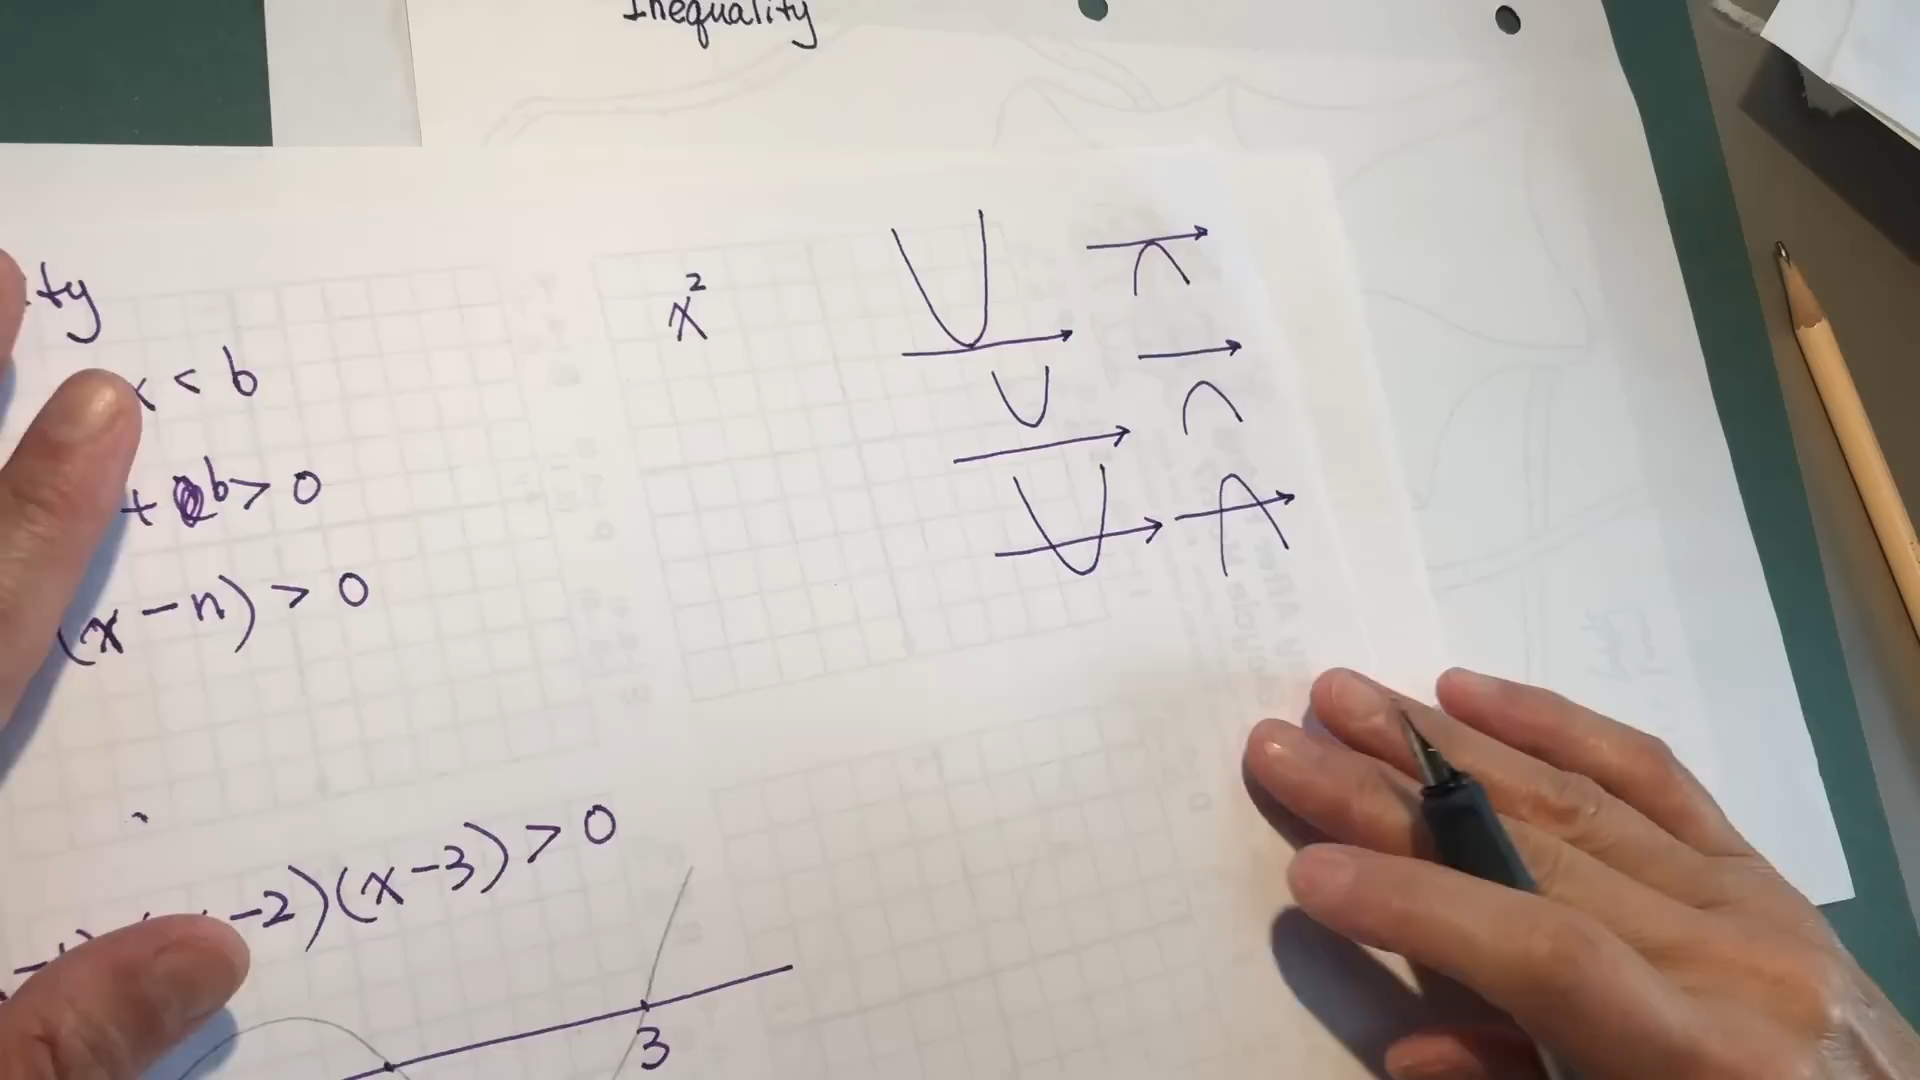 Inequality
ty
x < b
x²
+ b > 0
(x - n) > 0
-2)(x-3) > 0
3